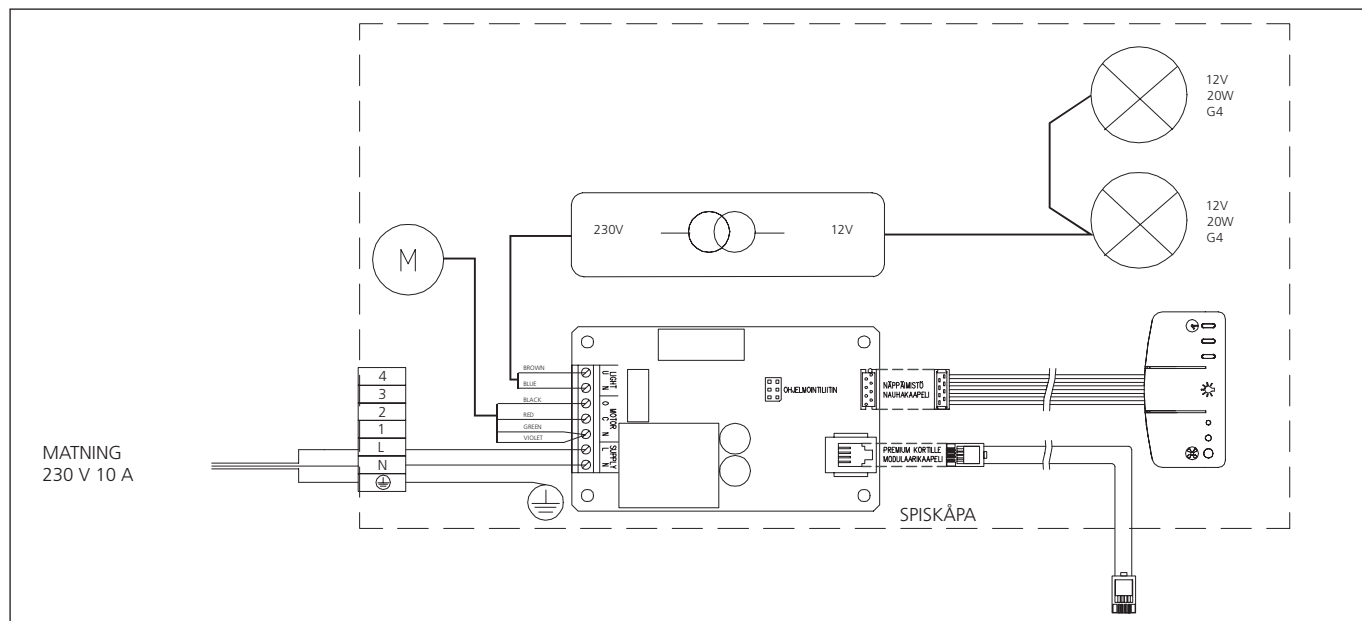 12V
20W
G4
12V
20W
G4
230V
12V
M
BROWN
BLUE
BLACK
RED
GREEN
VIOLET
U N
LIGHT
O C N
MOTOR
L N
SUPPLY
OHJELMOINTILIITIN
NÄPPÄIMISTÖ
NAUHAKAAPELI
PREMIUM KORTILLE
MODULAARIKAAPELI
4
3
2
1
L
N
MATNING
230 V 10 A
SPISKÅPA